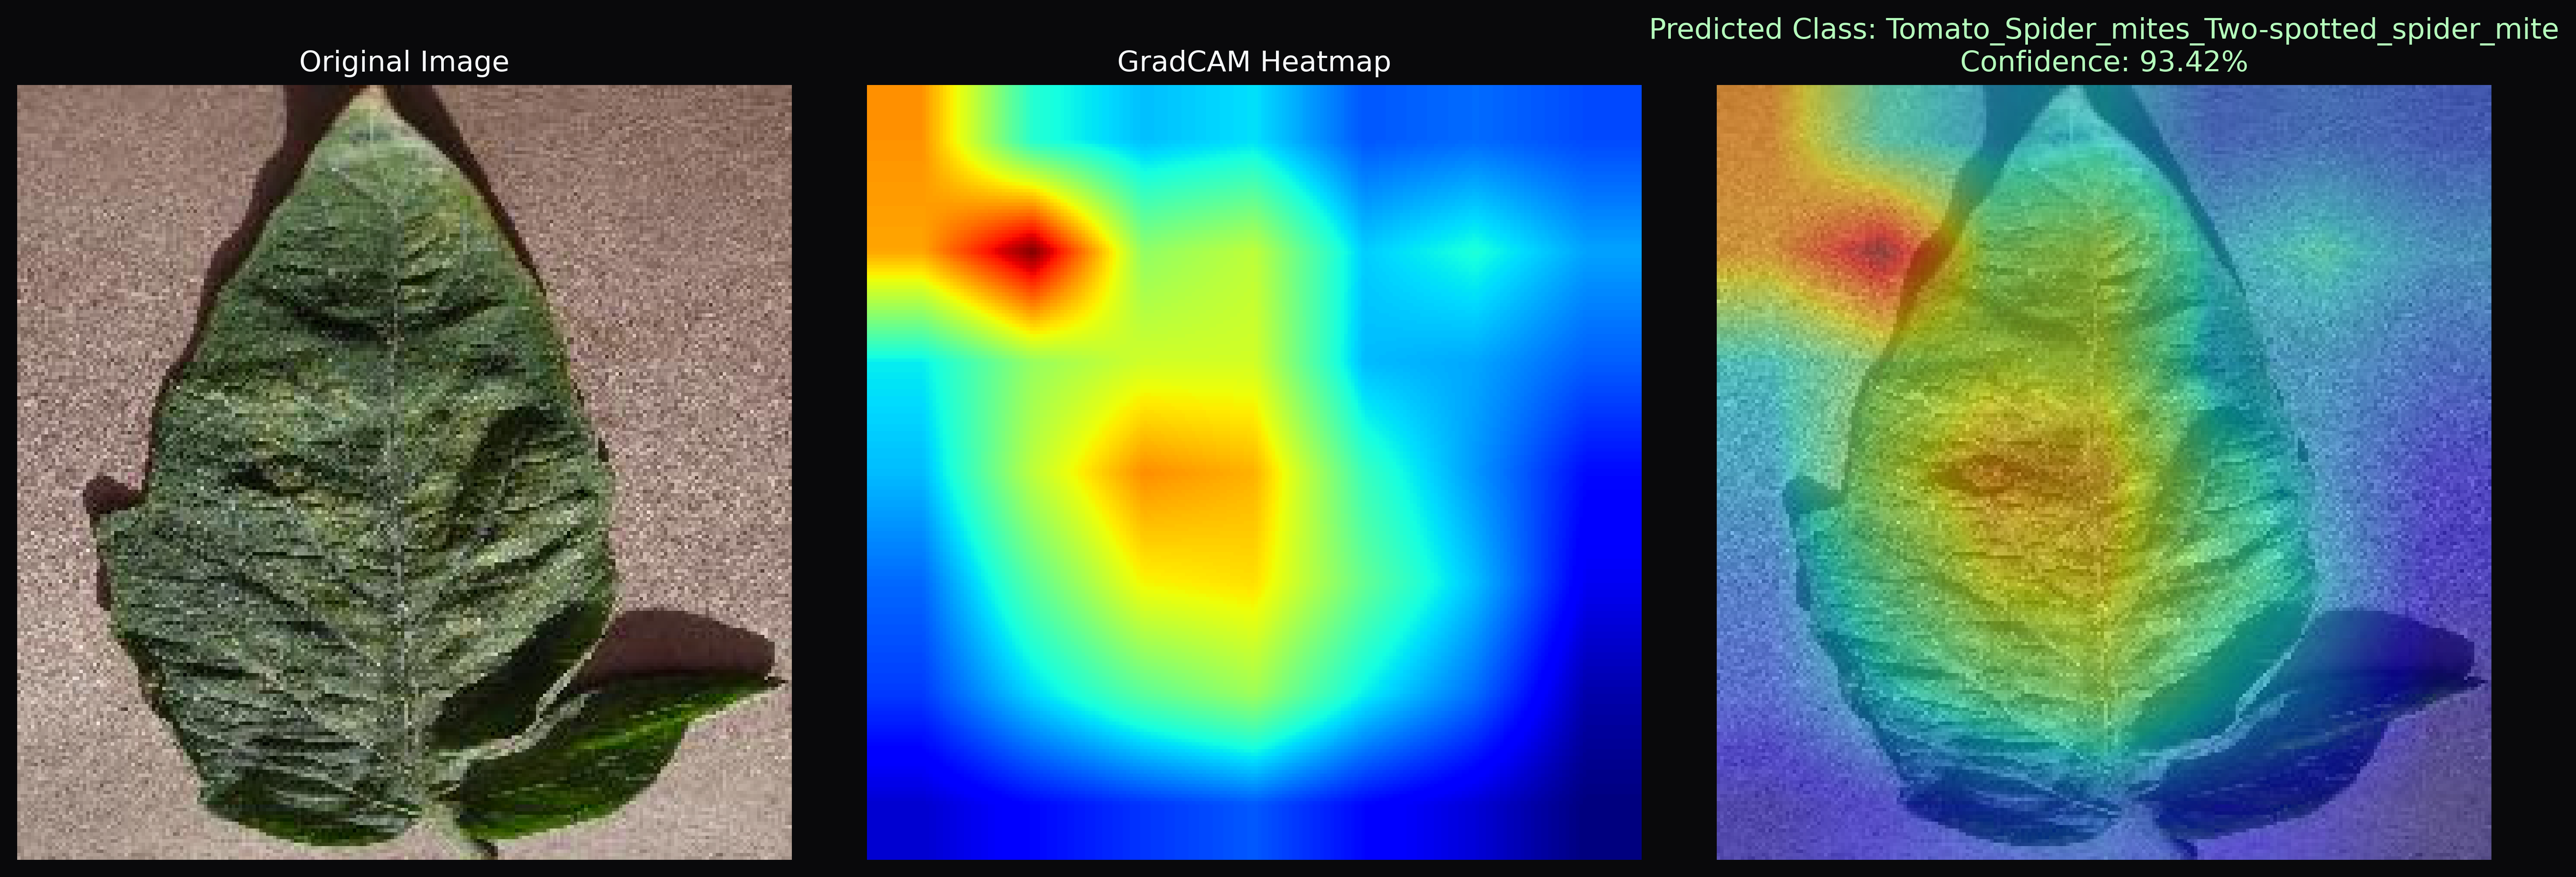 Original Image
GradCAM Heatmap
Predicted Class: Tomato_Spider_mites_Two-spotted_spider_mite
Confidence: 93.42%